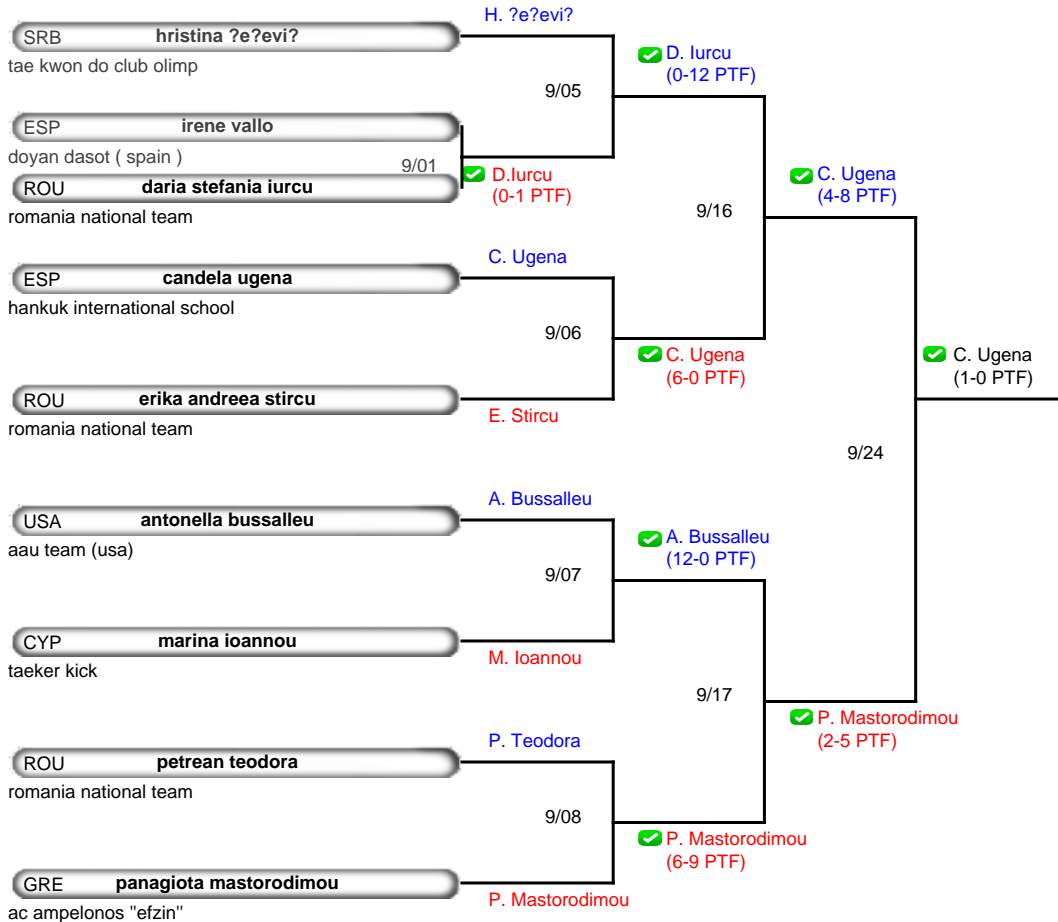 H. ?e?evi?
SRB hristina ?e?evi?
tae kwon do club olimp
D. Iurcu
(0-12 PTF)
9/05
ESP irene vallo
doyan dasot ( spain )
9/01
D.Iurcu
(0-1 PTF)
ROU daria stefania iurcu
romania national team
C. Ugena
(4-8 PTF)
9/16
C. Ugena
ESP candela ugena
hankuk international school
9/06
C. Ugena
(6-0 PTF)
C. Ugena
(1-0 PTF)
ROU erika andreea stircu
E. Stircu
romania national team
9/24
A. Bussalleu
USA antonella bussalleu
aau team (usa)
A. Bussalleu
(12-0 PTF)
9/07
CYP marina ioannou
M. Ioannou
taeker kick
9/17
P. Mastorodimou
(2-5 PTF)
P. Teodora
ROU petrean teodora
romania national team
9/08
P. Mastorodimou
(6-9 PTF)
GRE panagiota mastorodimou
P. Mastorodimou
ac ampelonos "efzin"